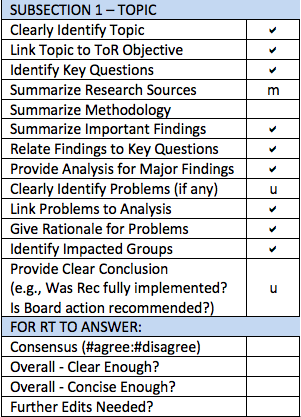 SUBSECTION 1 – TOPIC
Clearly Identify Topic ✔
Link Topic to ToR Objective ✔
Identify Key Questions ✔
Summarize Research Sources m
Summarize Methodology
Summarize Important Findings ✔
Relate Findings to Key Questions ✔
Provide Analysis for Major Findings ✔
Clearly Identify Problems (if any) u
Link Problems to Analysis ✔
Give Rationale for Problems ✔
Identify Impacted Groups ✔
Provide Clear Conclusion
(e.g., Was Rec fully implemented? u
Is Board action recommended?)
FOR RT TO ANSWER:
Consensus (#agree:#disagree)
Overall - Clear Enough?
Overall - Concise Enough?
Further Edits Needed?